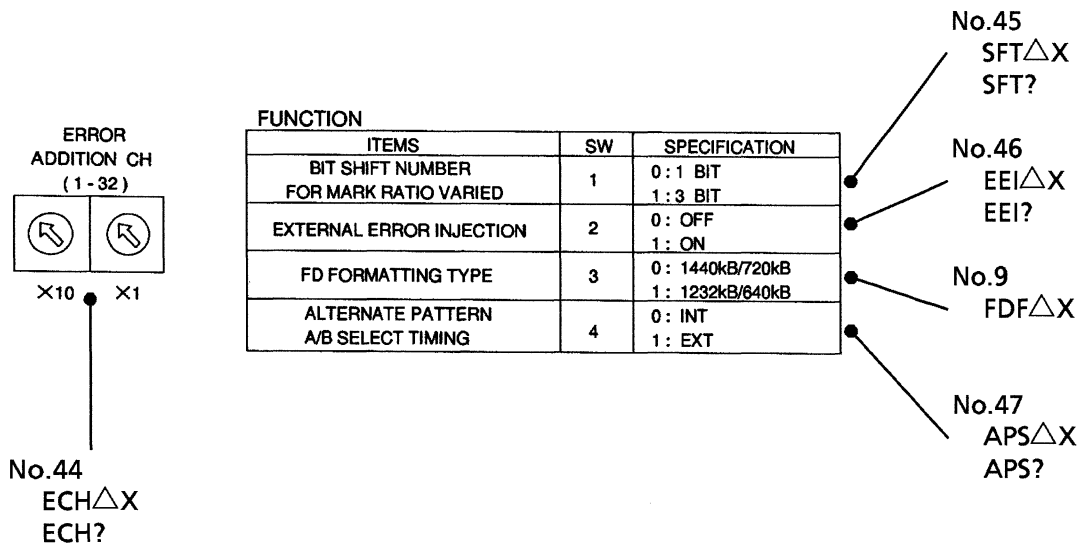 No.45
SFT△X
SFT?
ERROR
ADDITION CH
(1-32)
×10 ×1
FUNCTION
ITEMS SW SPECIFICATION
BIT SHIFT NUMBER
FOR MARK RATIO VARIED
1
0:1 BIT
1:3 BIT
EXTERNAL ERROR INJECTION
2
0: OFF
1: ON
FD FORMATTING TYPE
3
0: 1440kB/720kB
1: 1232kB/640kB
ALTERNATE PATTERN
A/B SELECT TIMING
4
0: INT
1: EXT
No.46
EEI△X
EEI?
No.9
FDF△X
No.47
APS△X
APS?
No.44
ECH△X
ECH?